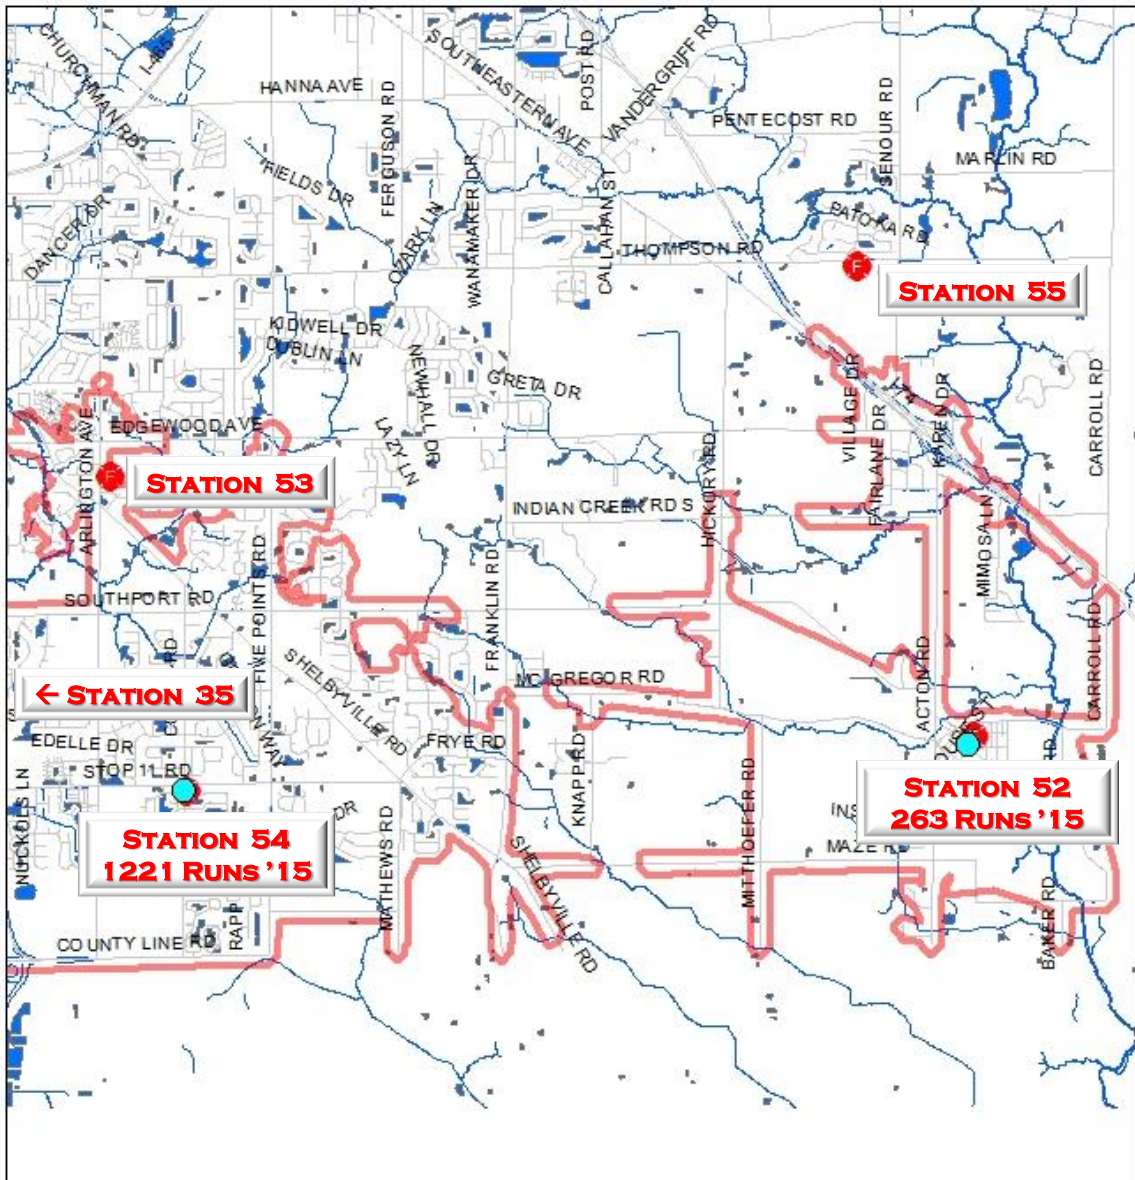 CHURCHMAN RD
I-465
HANNA AVE
FERGUSON RD
SOUTHEASTERN AVE
POST RD
VANDERGRIFF RD
PENTECOST RD
SENOUR RD
MARLIN RD
FIELDS DR
DANCER DR
OZARK LN
WANAMAKER DR
CALLAHAN ST
THOMPSON RD
PATOKA RD
F
STATION 55
KIDWELL DR
DUBLIN LN
NEWHALL DR
GRETA DR
VILLAGE DR
I-74
KAREN DR
CARROLL RD
EDGEWOOD AVE
ARLINGTON AVE
LAZY LN
HICKORY RD
FAIRLANE DR
F
STATION 53
INDIAN CREEK RD S
MIMOSA LN
FIVE POINTS RD
FRANKLIN RD
SOUTHPORT RD
CARROLL RD
ACTON RD
SHELBYVILLE RD
MC GREGOR RD
← STATION 35
RD
WAY
EDELLE DR
STOP 11 RD
FRYE RD
KNAPP RD
NUCKOLS LN
STATION 54
1221 RUNS '15
DR
MATHEWS RD
SHELBYVILLE RD
MITTHOEFER RD
STATION 52
263 RUNS '15
RD
MAZE RD
RAPP
COUNTY LINE RD
BAKER RD